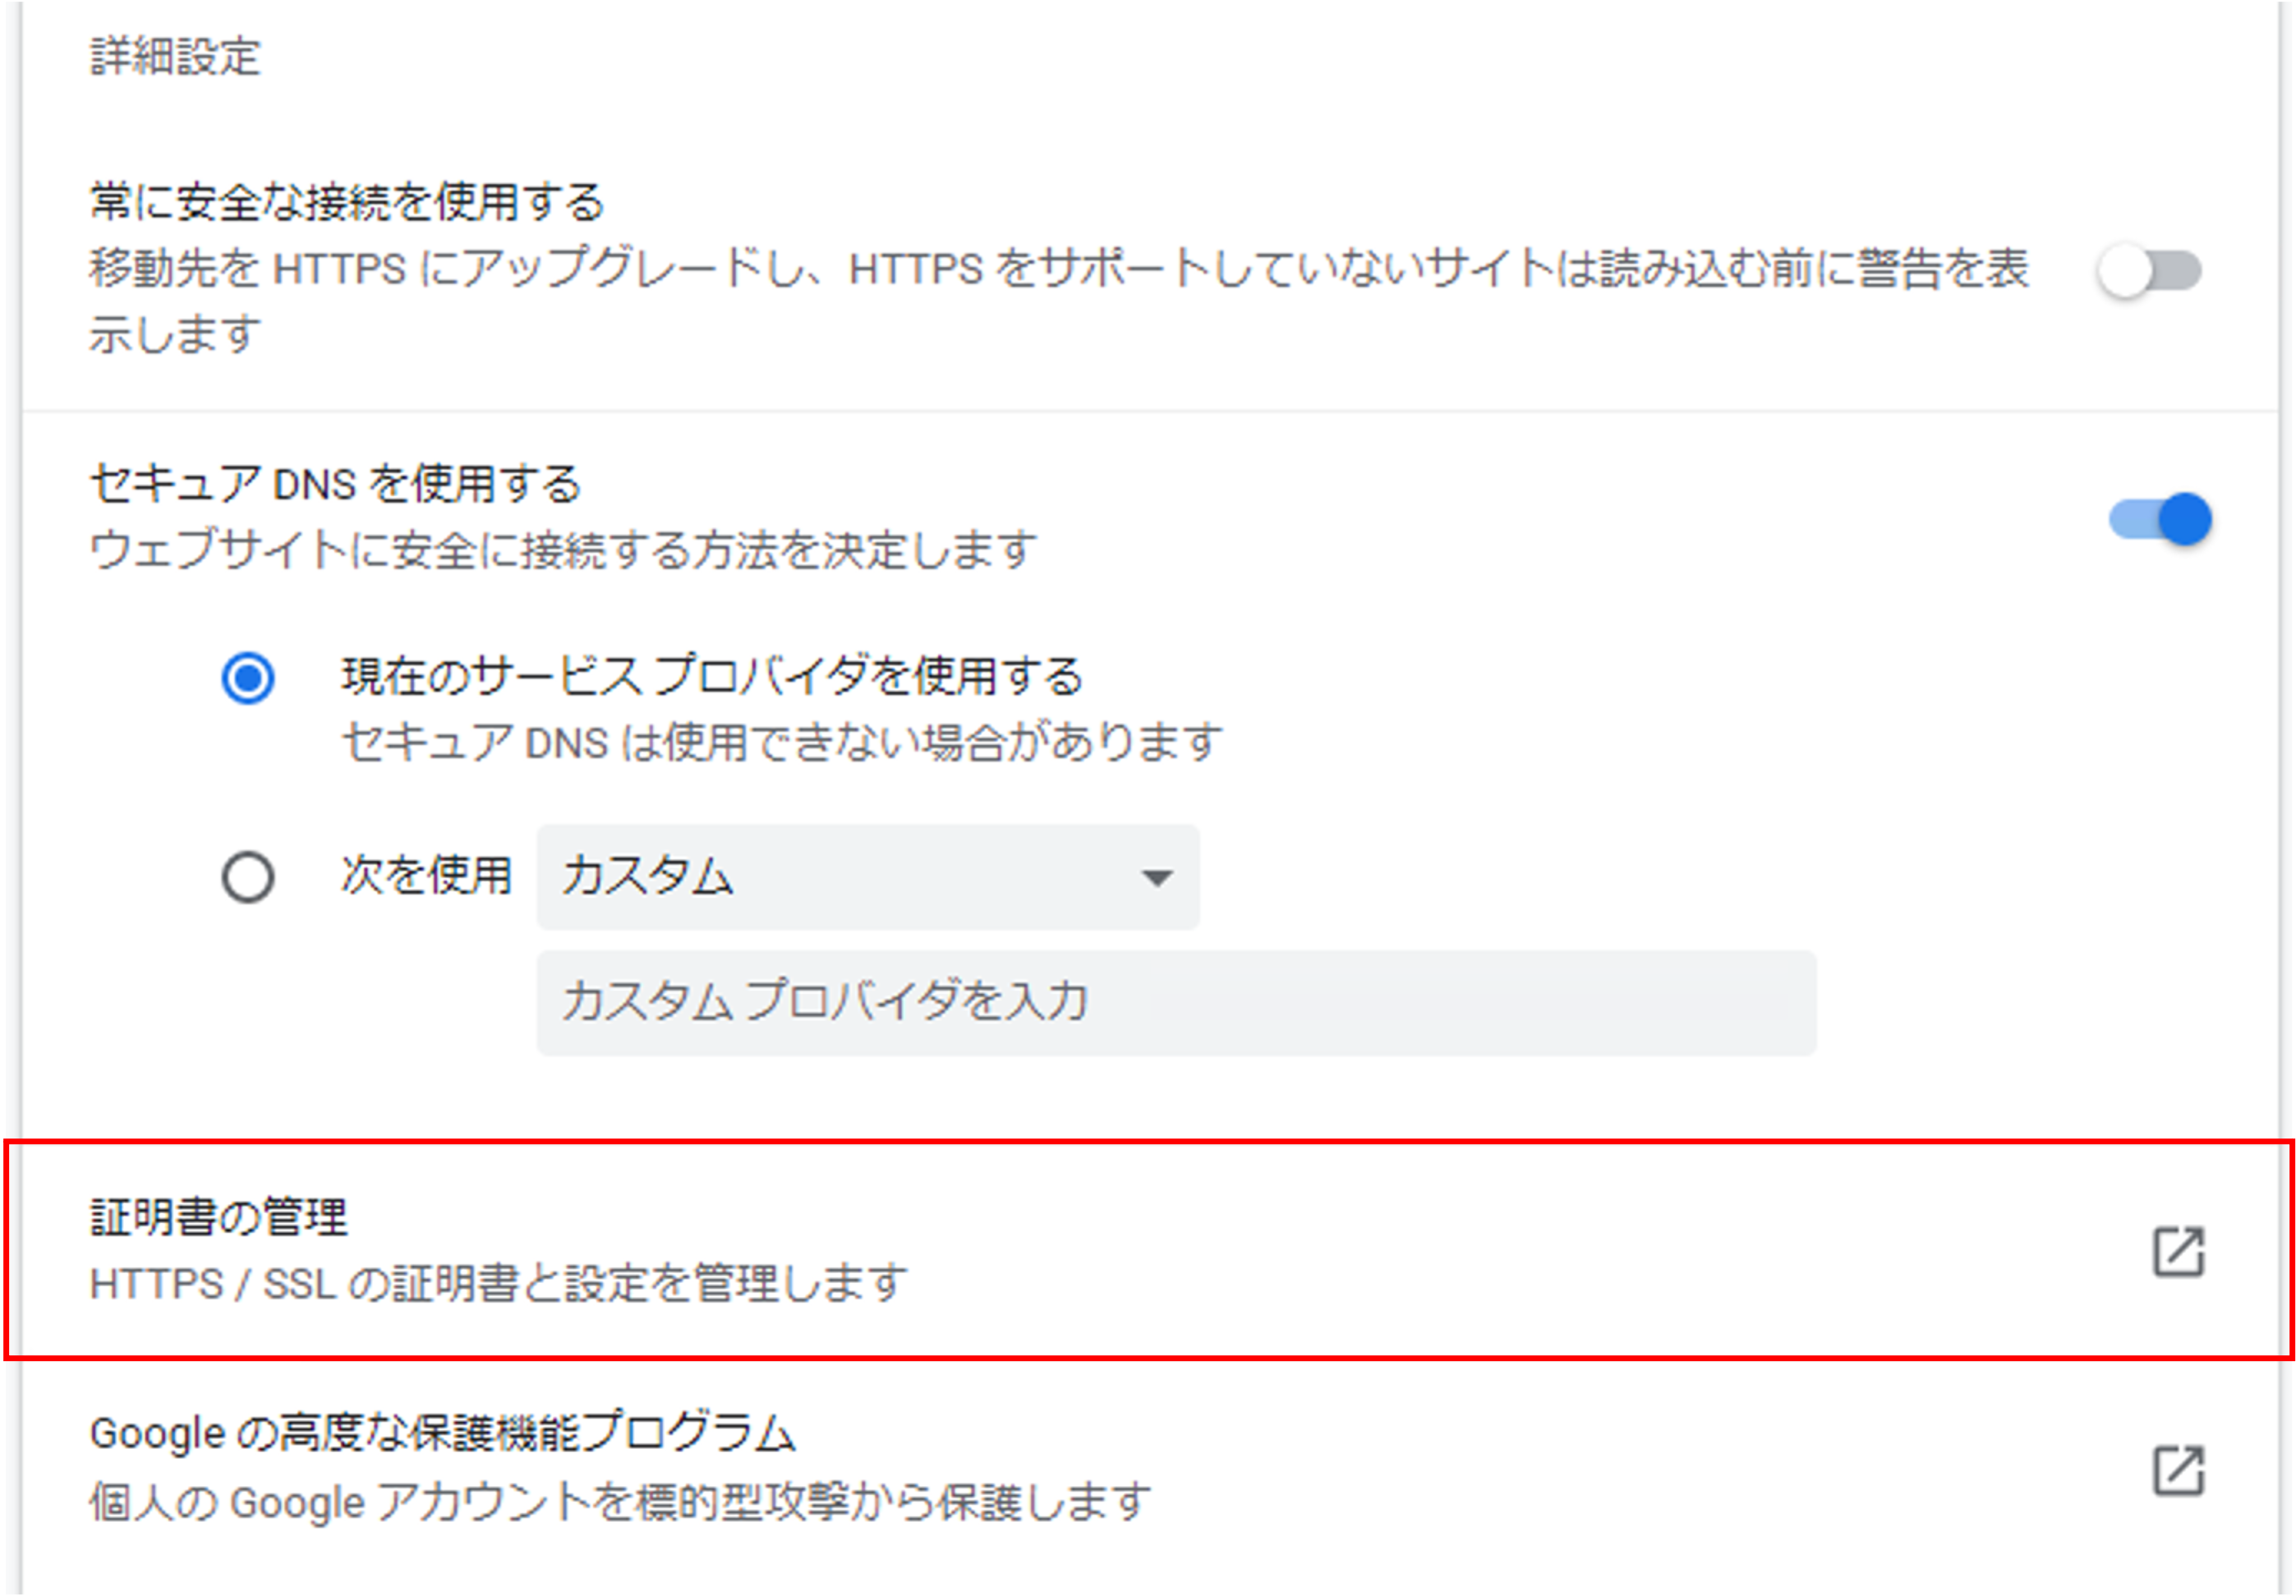 詳細設定
常に安全な接続を使用する
移動先を HTTPS にアップグレードし、HTTPS をサポートしていないサイトは読み込む前に警告を表
示します
セキュア DNS を使用する
ウェブサイトに安全に接続する方法を決定します
現在のサービス プロバイダを使用する
セキュア DNS は使用できない場合があります
次を使用 カスタム
カスタム プロバイダを入力
証明書の管理
HTTPS / SSL の証明書と設定を管理します
Google の高度な保護機能プログラム
個人の Google アカウントを標的型攻撃から保護します